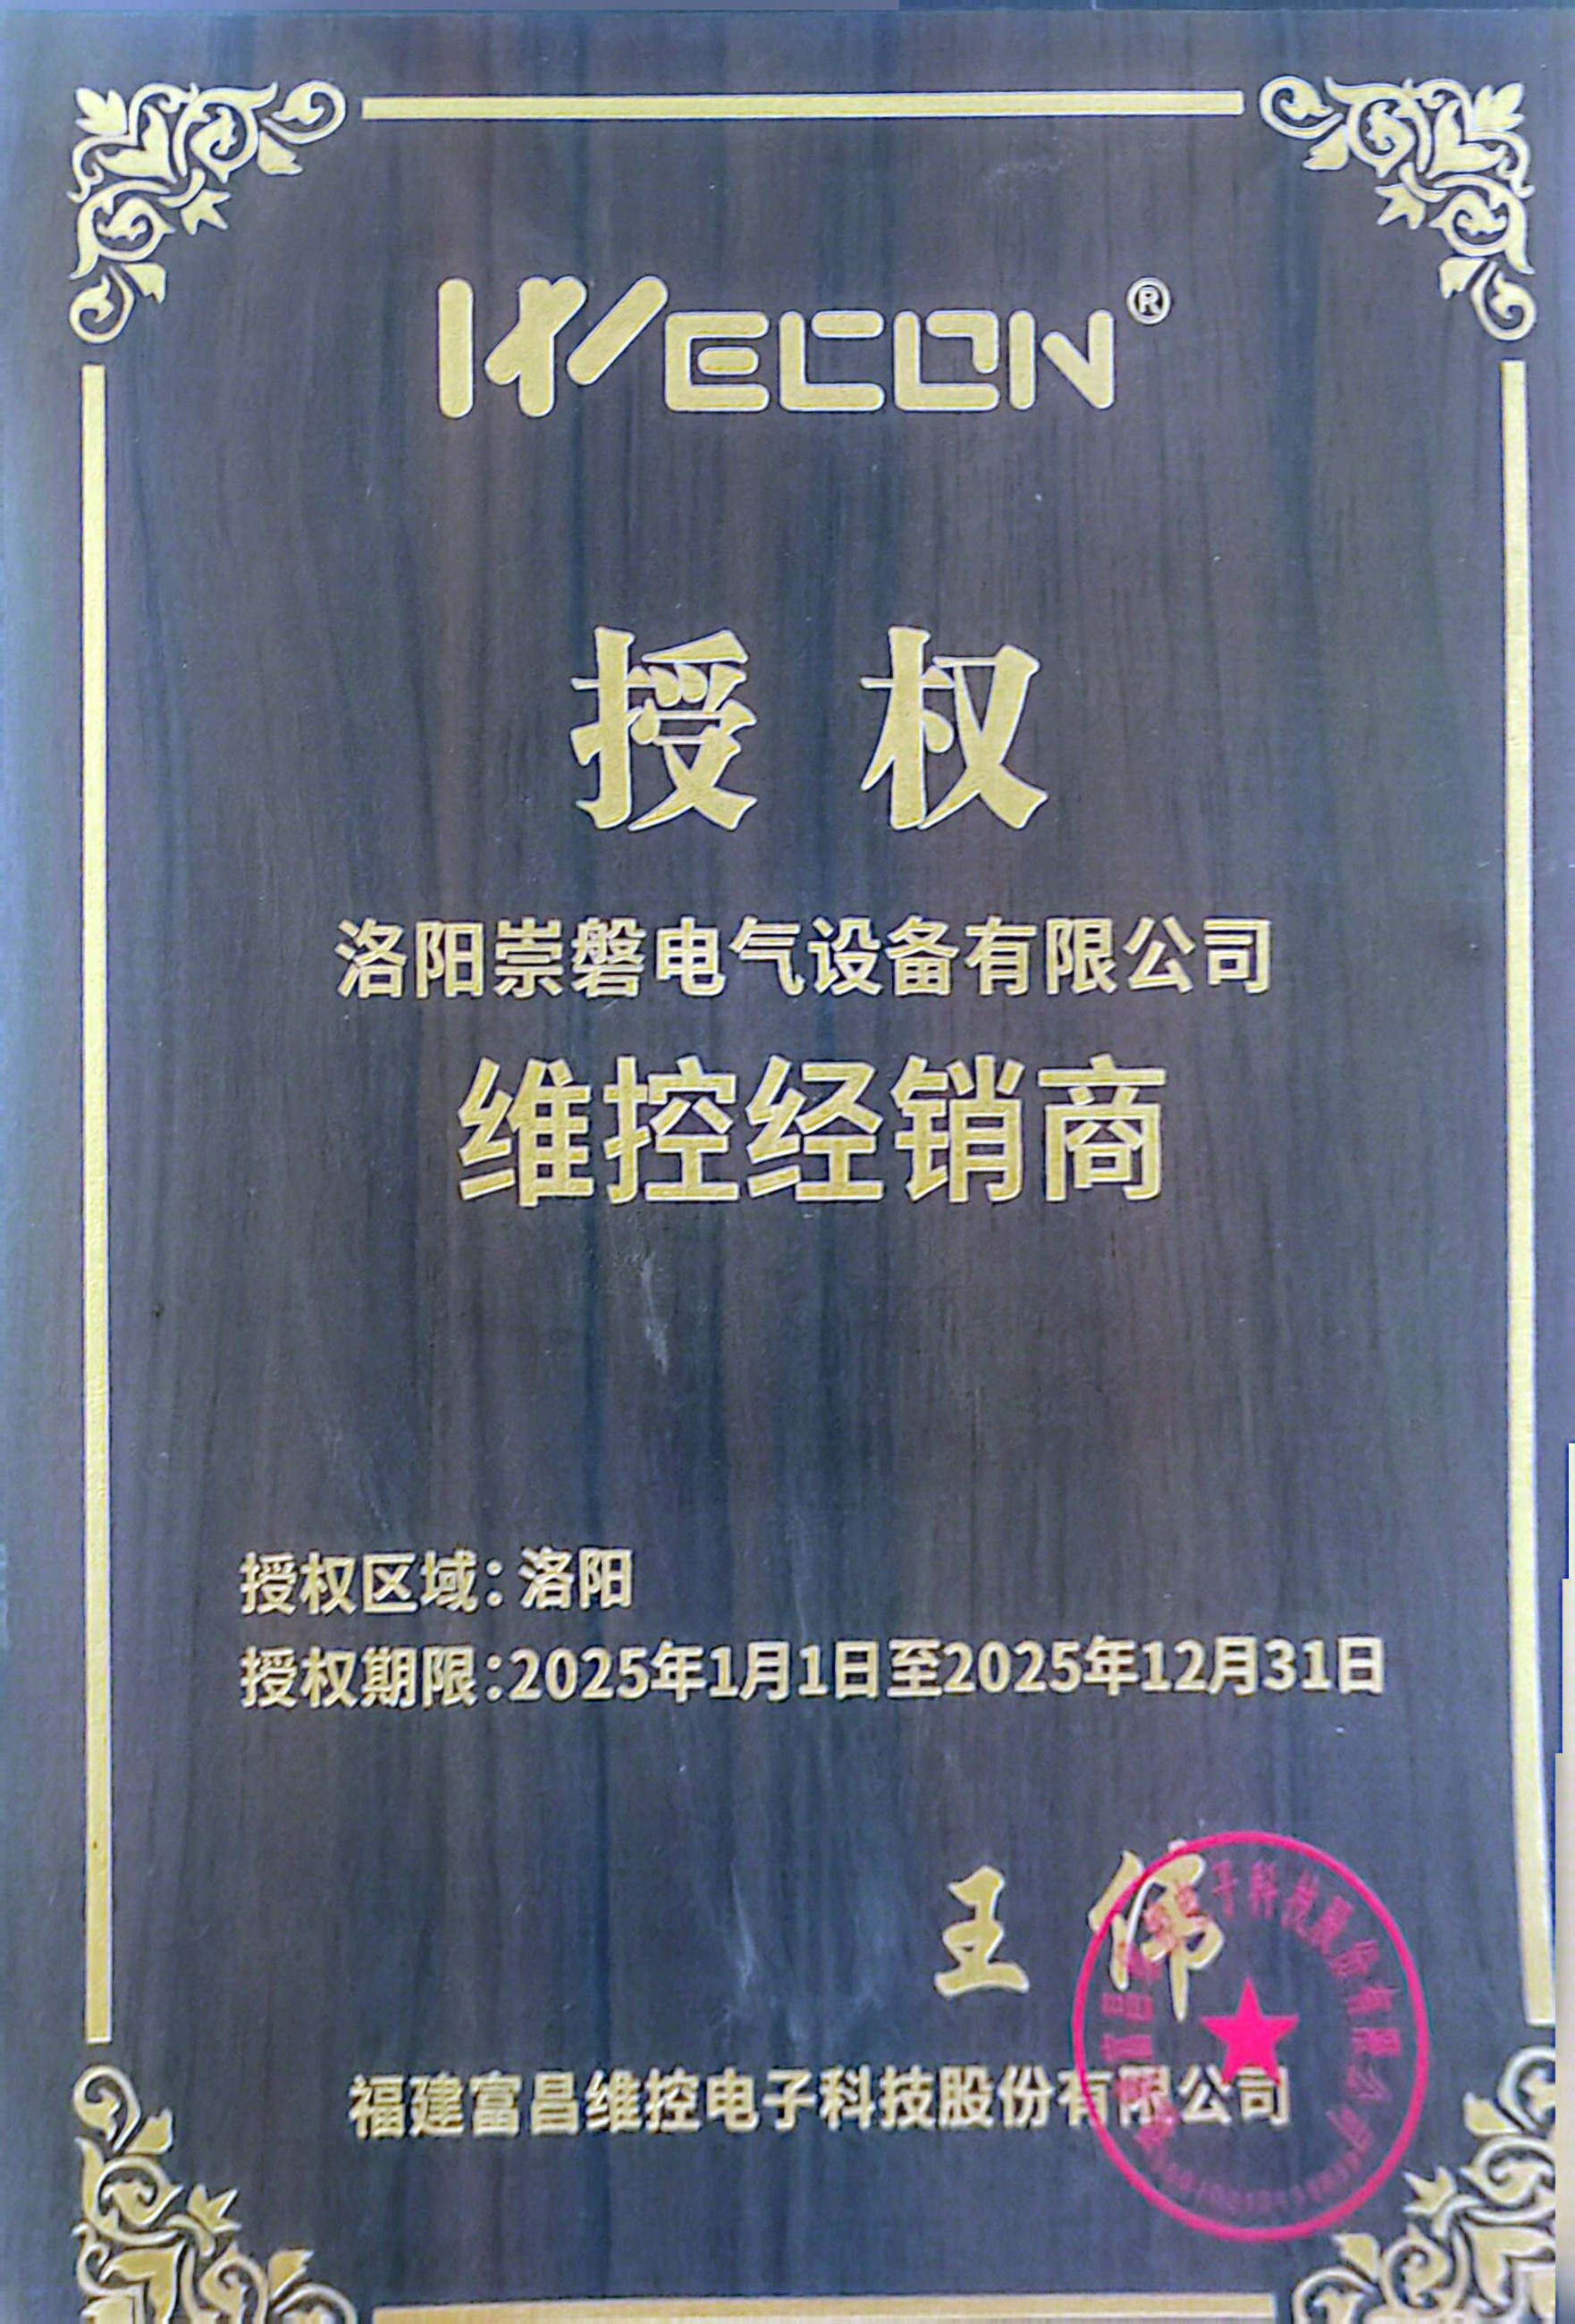 WECON®
授权
洛阳崇磐电气设备有限公司
维控经销商
授权区域：洛阳
授权期限：2025年1月1日至2025年12月31日
王伟
福建富昌维控电子科技股份有限公司